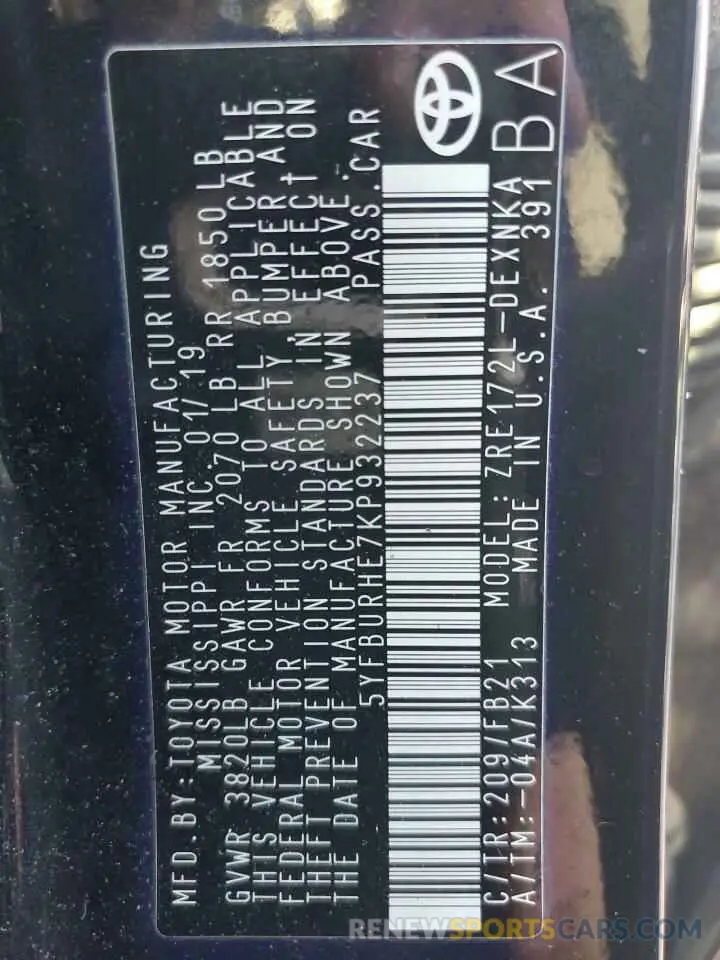 MFD.BY:TOYOTA MOTOR MANUFACTURING
MISSISSIPPI INC. 01/19
GVWR 3820LB GAWR FR 2070 LB RR 1850LB
THIS VEHICLE CONFORMS TO ALL APPLICABLE
FEDERAL MOTOR VEHICLE SAFETY, BUMPER AND
THEFT PREVENTION STANDARDS IN EFFECT ON
THE DATE OF MANUFACTURE SHOWN ABOVE.
5YFBURHE7KP932237 PASS.CAR
C/TR:209/FB21 MODEL:ZRE172L-DEXNKA
A/TM:-04A/K313 MADE IN U.S.A. 391
BA
RENEWSPORTSCARS.COM